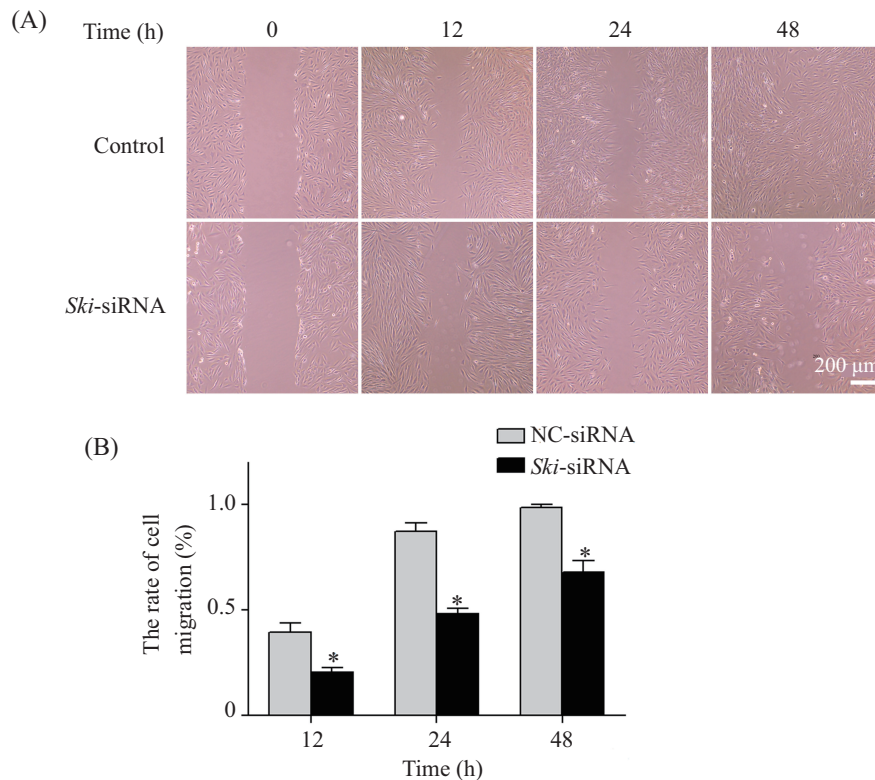 (A)
Time (h) 0 12 24 48
Control
Ski-siRNA
200 μm
(B)
NC-siRNA
Ski-siRNA
The rate of cell
migration (%)
1.0
0.5
0
*
*
*
12 24 48
Time (h)